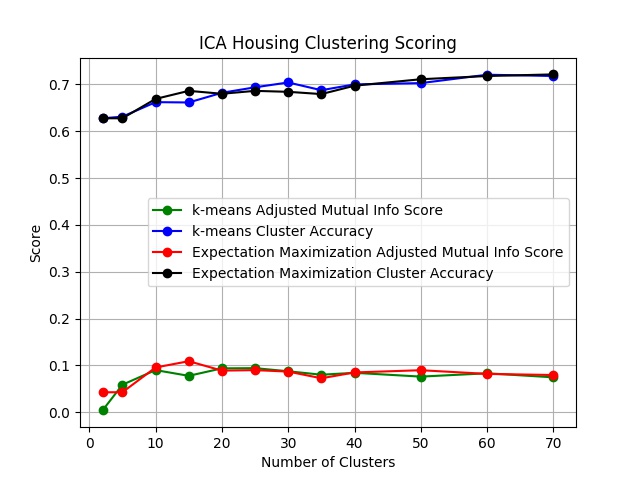 ICA Housing Clustering Scoring
0.7
0.6
0.5
0.4
0.3
0.2
0.1
0.0
Score
k-means Adjusted Mutual Info Score
k-means Cluster Accuracy
Expectation Maximization Adjusted Mutual Info Score
Expectation Maximization Cluster Accuracy
0 10 20 30 40 50 60 70
Number of Clusters